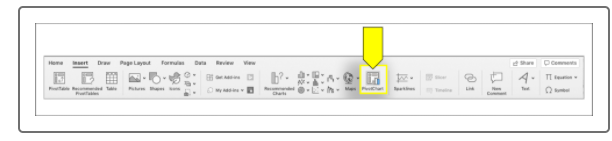 Home Insert Draw Page Layout Formulas Data Review View Share Comments
Get Add-ins
My Add-ins
PivotTable Recommended PivotTables Table Pictures Shapes Icons Recommended Charts Maps PivotChart Sparklines Slicer Timeline Link New Comment Text Equation Symbol